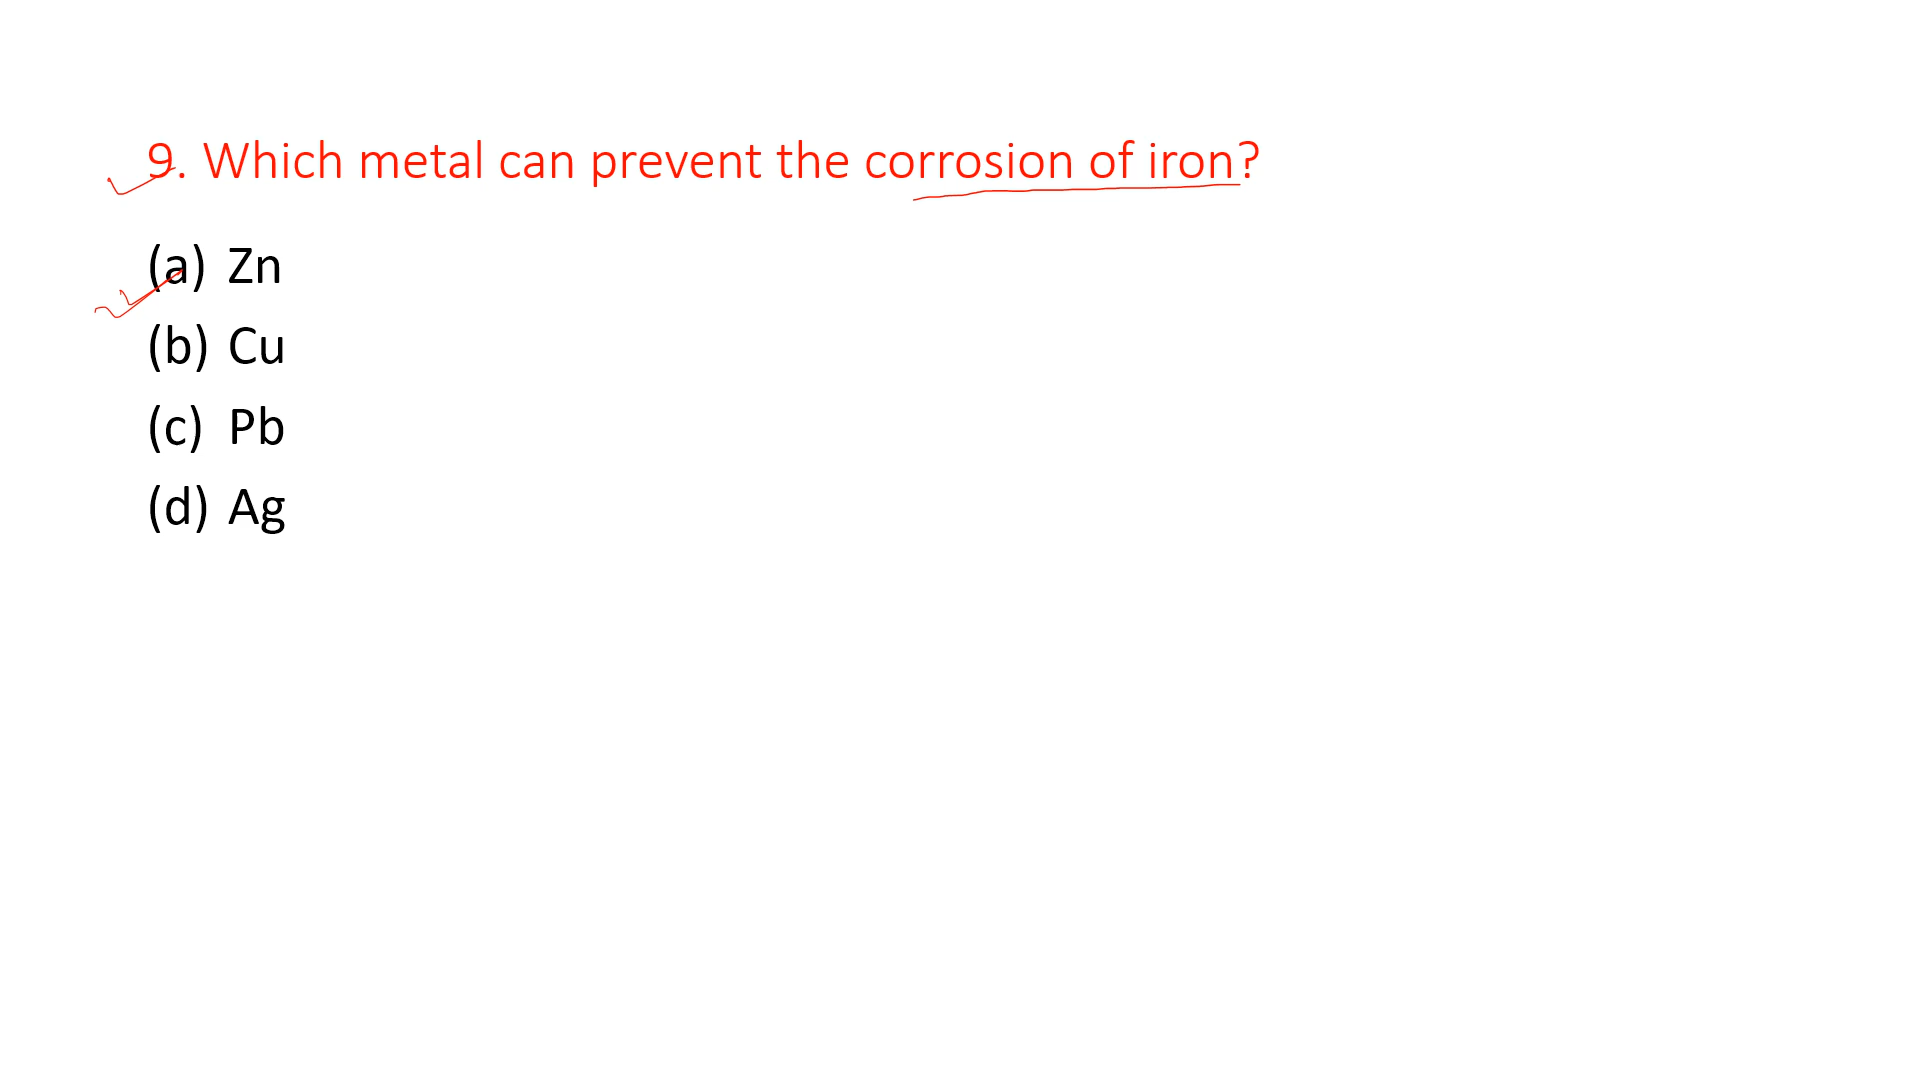 9. Which metal can prevent the corrosion of iron?
(a) Zn
(b) Cu
(c) Pb
(d) Ag